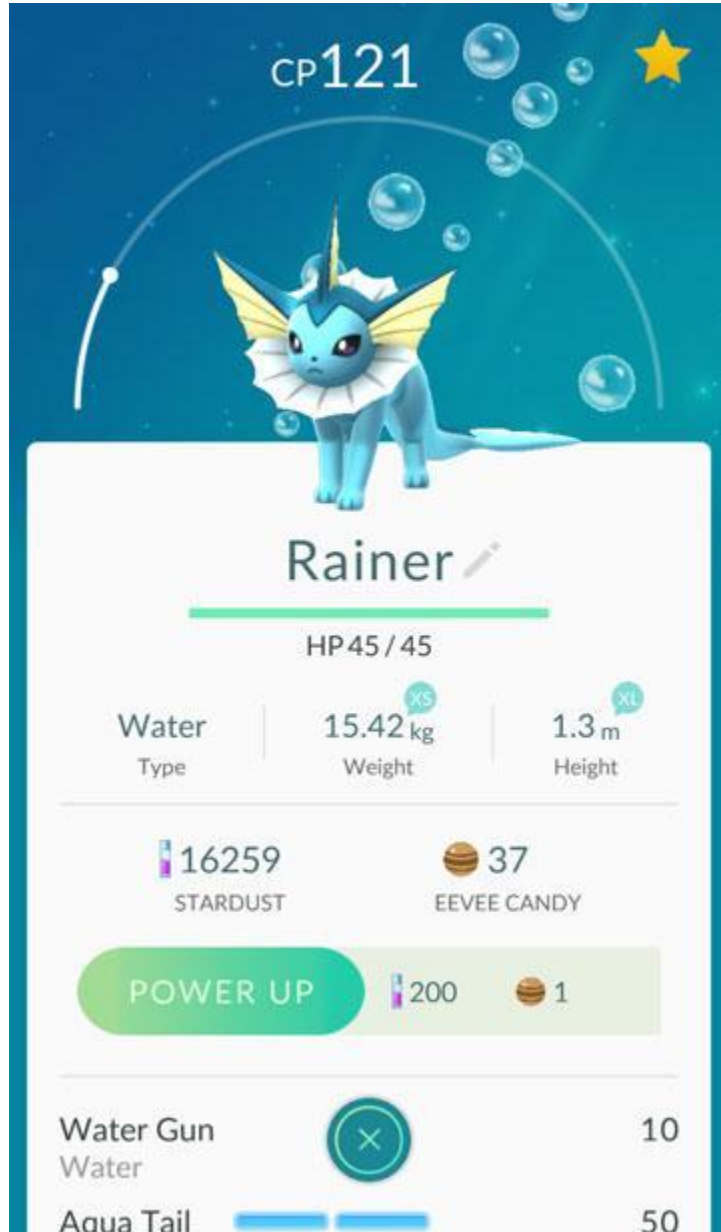 CP121
Rainer
HP 45 / 45
XS XL
Water 15.42 kg 1.3 m
Type Weight Height
16259 37
STARDUST EEVEE CANDY
POWER UP 200 1
Water Gun 10
Water
Aqua Tail 50